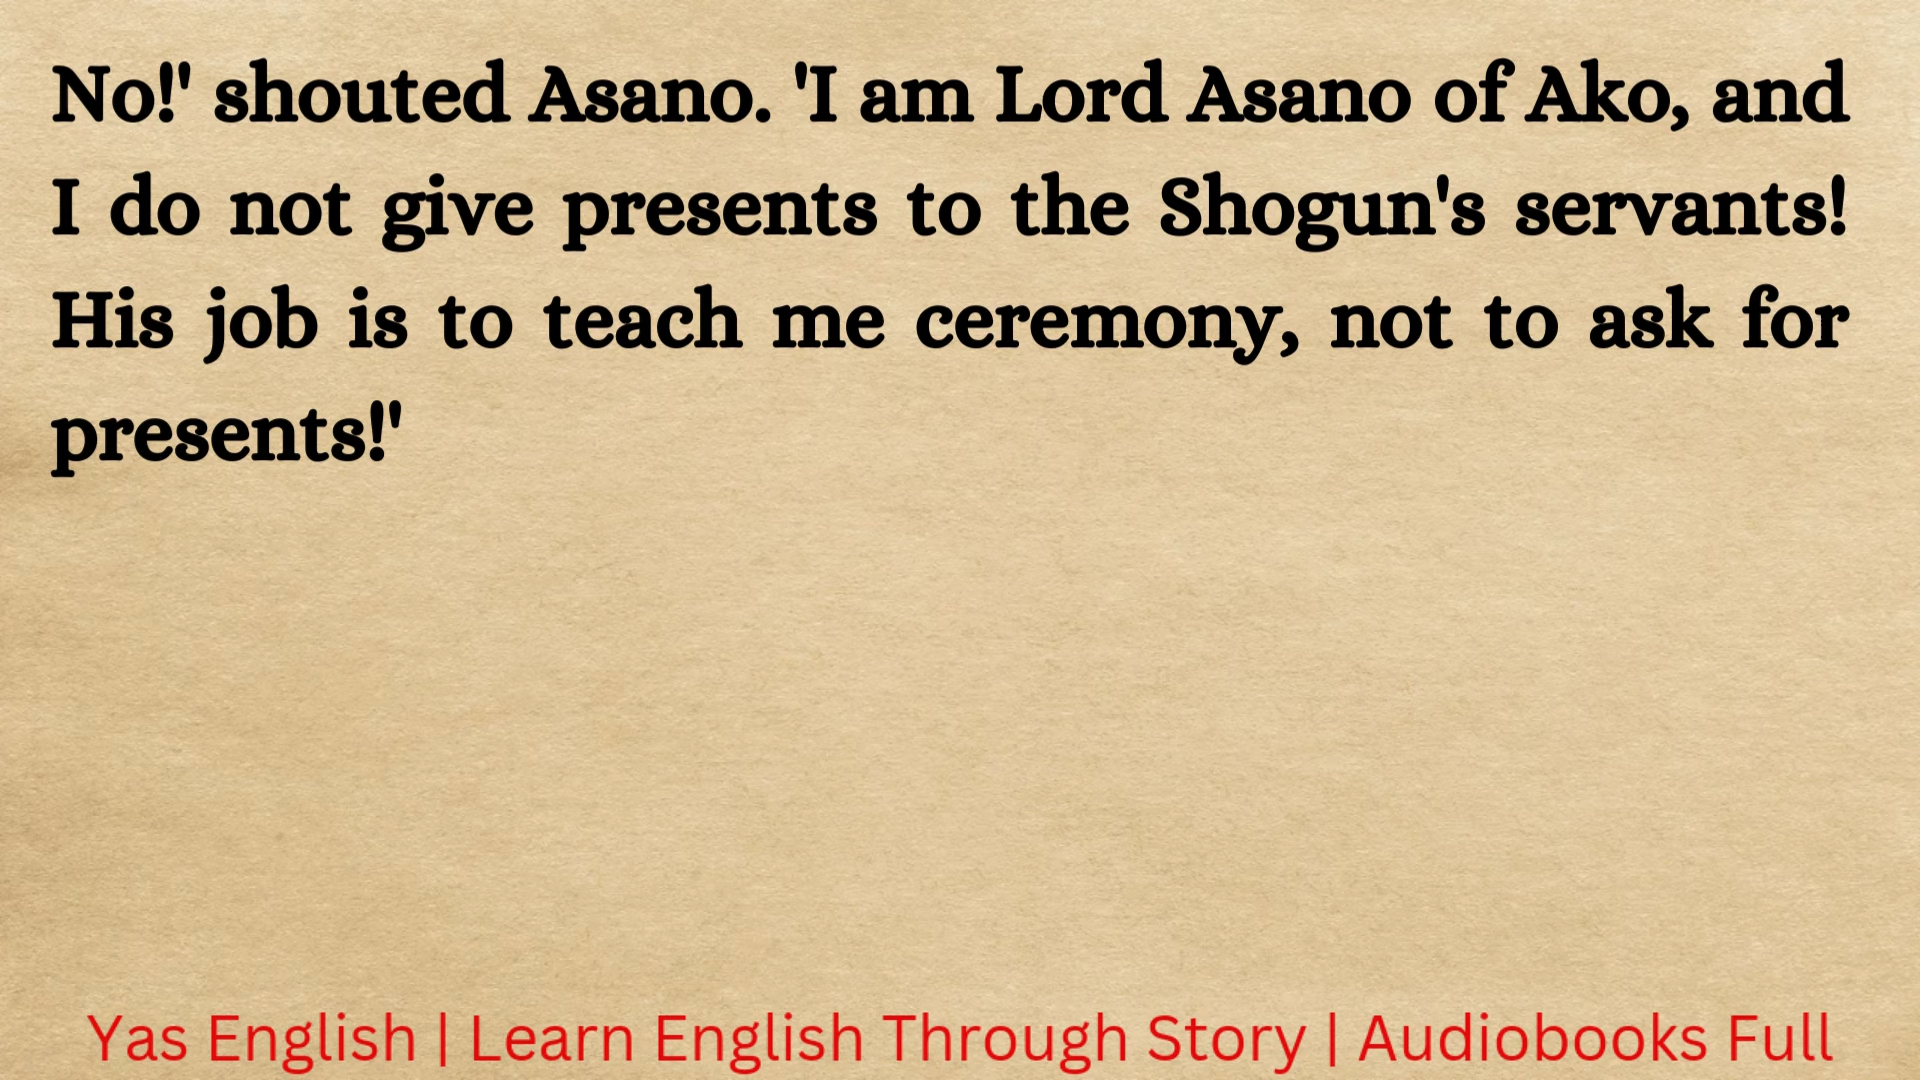 No!' shouted Asano. 'I am Lord Asano of Ako, and
I do not give presents to the Shogun's servants!
His job is to teach me ceremony, not to ask for
presents!'
Yas English | Learn English Through Story | Audiobooks Full